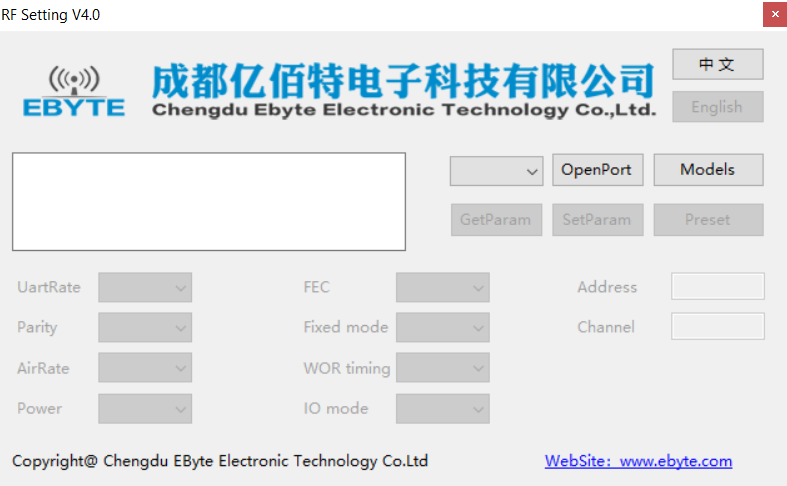 RF Setting V4.0
EBYTE
成都亿佰特电子科技有限公司
Chengdu Ebyte Electronic Technology Co.,Ltd.
中文
English
OpenPort
Models
GetParam
SetParam
Preset
UartRate
FEC
Address
Parity
Fixed mode
Channel
AirRate
WOR timing
Power
IO mode
Copyright@ Chengdu EByte Electronic Technology Co.Ltd
WebSite：www.ebyte.com